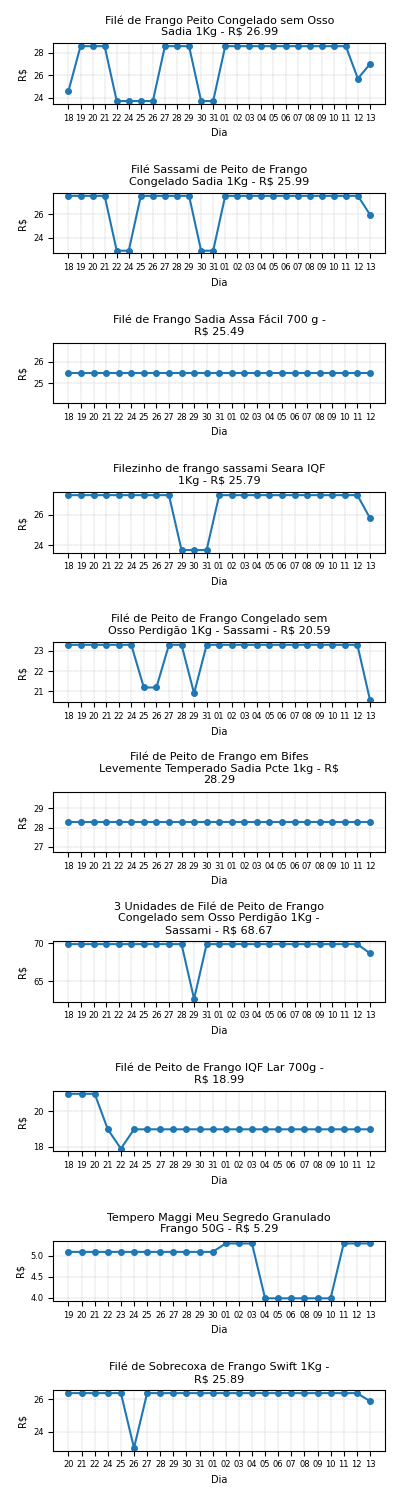 Filé de Frango Peito Congelado sem Osso
Sadia 1Kg - R$ 26.99
28
26
24
R$
18 19 20 21 22 24 25 26 27 28 29 30 31 01 02 03 04 05 06 07 08 09 10 11 12 13
Dia
Filé Sassami de Peito de Frango
Congelado Sadia 1Kg - R$ 25.99
26
24
R$
18 19 20 21 22 24 25 26 27 28 29 30 31 01 02 03 04 05 06 07 08 09 10 11 12 13
Dia
Filé de Frango Sadia Assa Fácil 700 g -
R$ 25.49
26
25
R$
18 19 20 21 22 24 25 26 27 28 29 30 31 01 02 03 04 05 06 07 08 09 10 11 12
Dia
Filezinho de frango sassami Seara IQF
1Kg - R$ 25.79
26
24
R$
18 19 20 21 22 24 26 27 28 29 30 31 01 02 03 04 05 06 07 08 09 10 11 12 13
Dia
Filé de Peito de Frango Congelado sem
Osso Perdigão 1Kg - Sassami - R$ 20.59
23
22
21
R$
18 19 20 21 22 24 25 26 27 28 29 31 01 02 03 04 05 06 07 08 09 10 11 12 13
Dia
Filé de Peito de Frango em Bifes
Levemente Temperado Sadia Pcte 1kg - R$
28.29
29
28
27
R$
18 19 20 21 22 24 25 26 27 28 29 30 31 01 02 03 04 05 06 07 08 09 10 11 12
Dia
3 Unidades de Filé de Peito de Frango
Congelado sem Osso Perdigão 1Kg -
Sassami - R$ 68.67
70
65
R$
18 19 20 21 22 24 25 26 27 28 29 31 01 02 03 04 05 06 07 08 09 10 11 12 13
Dia
Filé de Peito de Frango IQF Lar 700g -
R$ 18.99
20
18
R$
18 19 20 21 22 24 25 27 28 29 30 31 01 02 03 04 05 06 07 08 09 10 11 12
Dia
Tempero Maggi Meu Segredo Granulado
Frango 50G - R$ 5.29
5.0
4.5
4.0
R$
19 20 21 22 24 25 26 27 28 29 30 31 01 02 03 04 06 07 08 09 10 11 12 13
Dia
Filé de Sobrecoxa de Frango Swift 1Kg -
R$ 25.89
26
24
R$
20 21 22 24 25 26 27 28 29 30 31 01 02 03 04 05 06 07 08 09 10 11 12 13
Dia